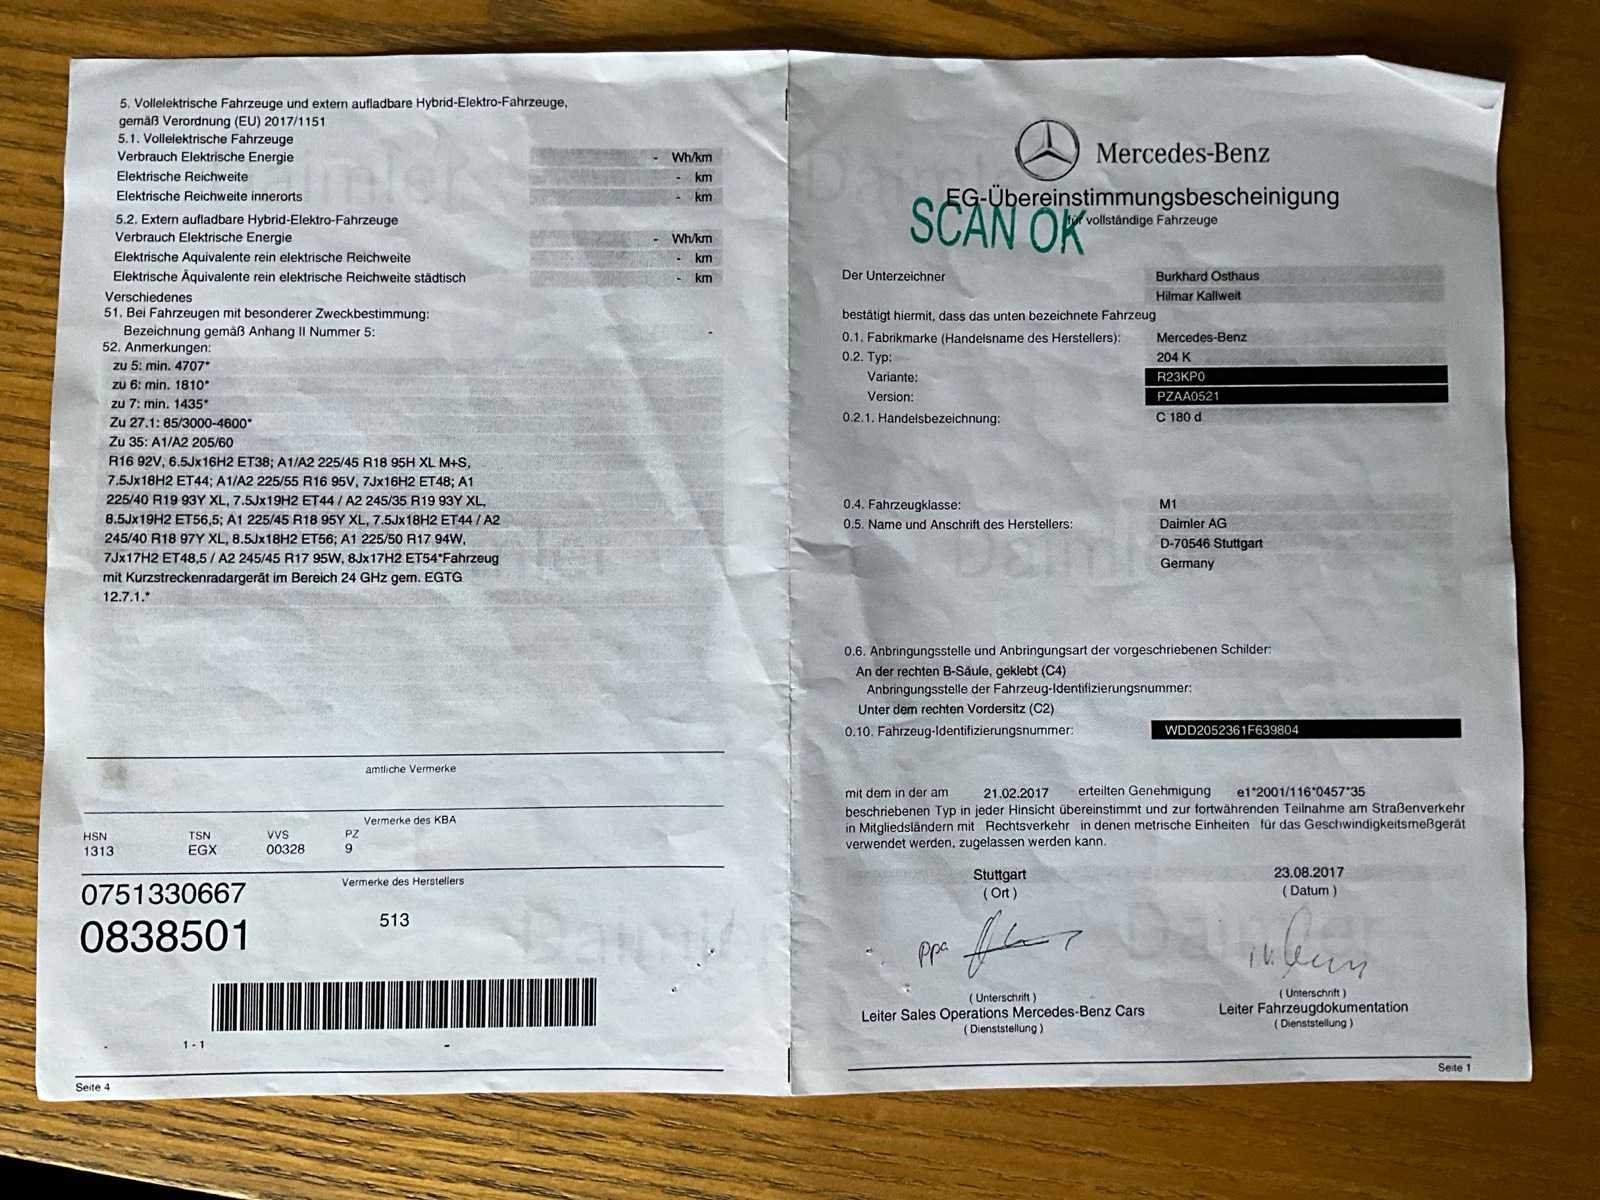 5. Vollelektrische Fahrzeuge und extern aufladbare Hybrid-Elektro-Fahrzeuge,
gemäß Verordnung (EU) 2017/1151
5.1. Vollelektrische Fahrzeuge
Verbrauch Elektrische Energie - Wh/km
Elektrische Reichweite - km
Elektrische Reichweite innerorts - km
5.2. Extern aufladbare Hybrid-Elektro-Fahrzeuge
Verbrauch Elektrische Energie - Wh/km
Elektrische Äquivalente rein elektrische Reichweite - km
Elektrische Äquivalente rein elektrische Reichweite städtisch - km
Verschiedenes
51. Bei Fahrzeugen mit besonderer Zweckbestimmung:
Bezeichnung gemäß Anhang II Nummer 5: -
52. Anmerkungen:
zu 5: min. 4707*
zu 6: min. 1810*
zu 7: min. 1435*
Zu 27.1: 85/3000-4600*
Zu 35: A1/A2 205/60
R16 92V, 6.5Jx16H2 ET38; A1/A2 225/45 R18 95H XL M+S,
7.5Jx18H2 ET44; A1/A2 225/55 R16 95V, 7Jx16H2 ET48; A1
225/40 R19 93Y XL, 7.5Jx19H2 ET44 / A2 245/35 R19 93Y XL,
8.5Jx19H2 ET56,5; A1 225/45 R18 95Y XL, 7.5Jx18H2 ET44 / A2
245/40 R18 97Y XL, 8.5Jx18H2 ET56; A1 225/50 R17 94W,
7Jx17H2 ET48,5 / A2 245/45 R17 95W, 8Jx17H2 ET54*Fahrzeug
mit Kurzstreckenradargerät im Bereich 24 GHz gem. EGTG
12.7.1.*
amtliche Vermerke
Vermerke des KBA
HSN TSN VVS PZ
1313 EGX 00328 9
Vermerke des Herstellers
0751330667
0838501
513
1 - 1 -
Seite 4
Mercedes-Benz
EG-Übereinstimmungsbescheinigung
für vollständige Fahrzeuge
SCAN OK
Der Unterzeichner Burkhard Osthaus
Hilmar Kallweit
bestätigt hiermit, dass das unten bezeichnete Fahrzeug
0.1. Fabrikmarke (Handelsname des Herstellers): Mercedes-Benz
0.2. Typ: 204 K
Variante: R23KP0
Version: PZAA0521
0.2.1. Handelsbezeichnung: C 180 d
0.4. Fahrzeugklasse: M1
0.5. Name und Anschrift des Herstellers: Daimler AG
D-70546 Stuttgart
Germany
0.6. Anbringungsstelle und Anbringungsart der vorgeschriebenen Schilder:
An der rechten B-Säule, geklebt (C4)
Anbringungsstelle der Fahrzeug-Identifizierungsnummer:
Unter dem rechten Vordersitz (C2)
0.10. Fahrzeug-Identifizierungsnummer: WDD2052361F639804
mit dem in der am 21.02.2017 erteilten Genehmigung e1*2001/116*0457*35
beschriebenen Typ in jeder Hinsicht übereinstimmt und zur fortwährenden Teilnahme am Straßenverkehr
in Mitgliedsländern mit Rechtsverkehr in denen metrische Einheiten für das Geschwindigkeitsmeßgerät
verwendet werden, zugelassen werden kann.
Stuttgart 23.08.2017
( Ort ) ( Datum )
ppa
( Unterschrift ) ( Unterschrift )
Leiter Sales Operations Mercedes-Benz Cars Leiter Fahrzeugdokumentation
( Dienststellung ) ( Dienststellung )
Seite 1